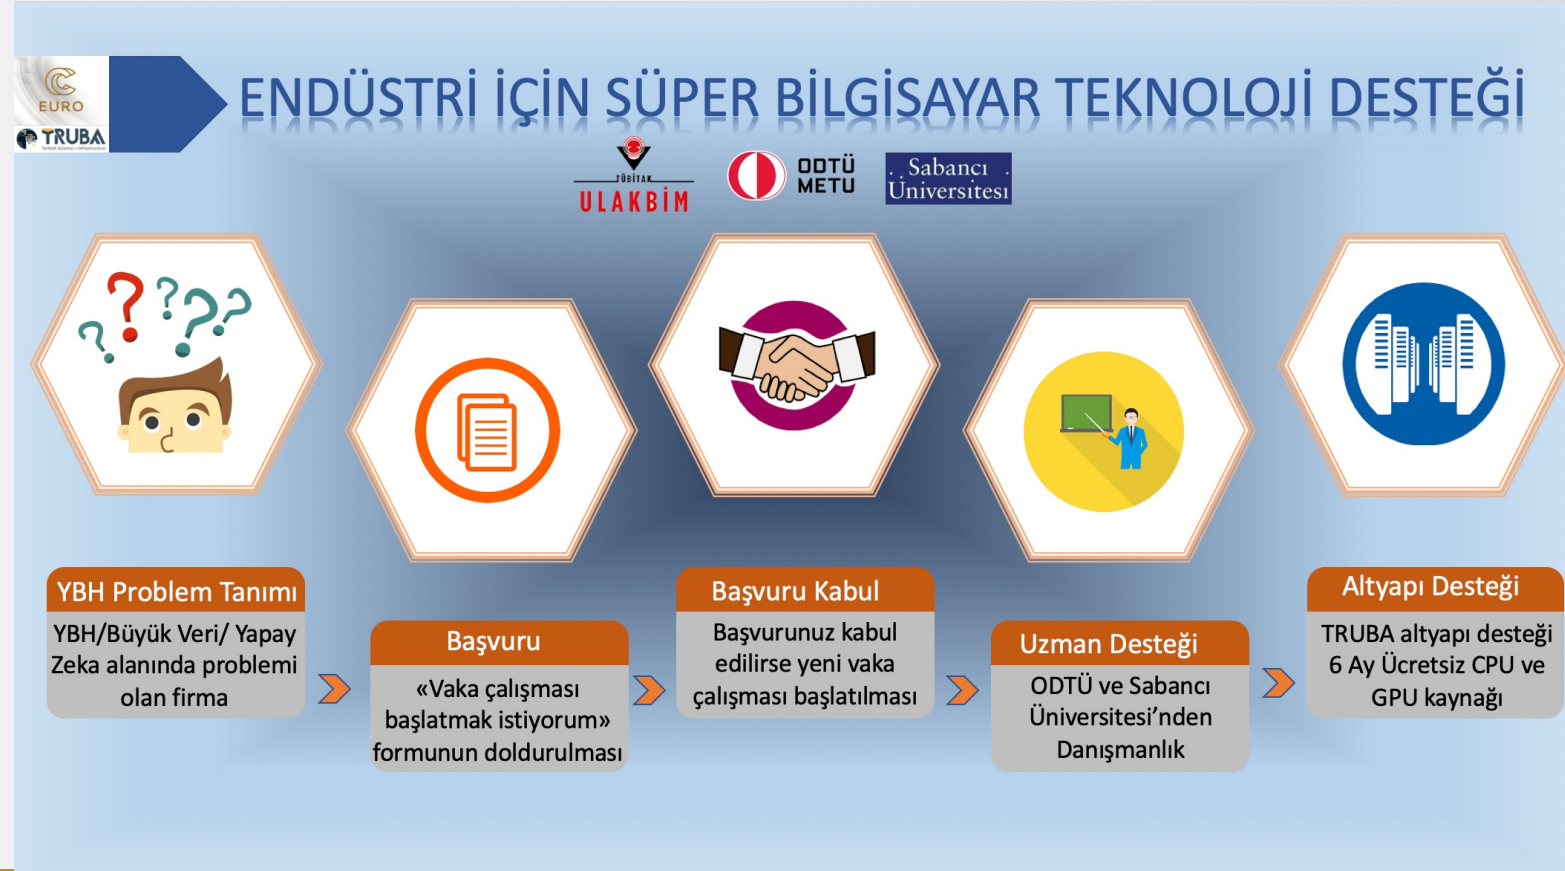 EURO
TRUBA
ENDÜSTRİ İÇİN SÜPER BİLGİSAYAR TEKNOLOJİ DESTEĞİ
TÜBİTAK
ULAKBİM
ODTÜ
METU
Sabancı
Üniversitesi
YBH Problem Tanımı
YBH/Büyük Veri/ Yapay
Zeka alanında problemi
olan firma
Başvuru
«Vaka çalışması
başlatmak istiyorum»
formunun doldurulması
Başvuru Kabul
Başvurunuz kabul
edilirse yeni vaka
çalışması başlatılması
Uzman Desteği
ODTÜ ve Sabancı
Üniversitesi’nden
Danışmanlık
Altyapı Desteği
TRUBA altyapı desteği
6 Ay Ücretsiz CPU ve
GPU kaynağı